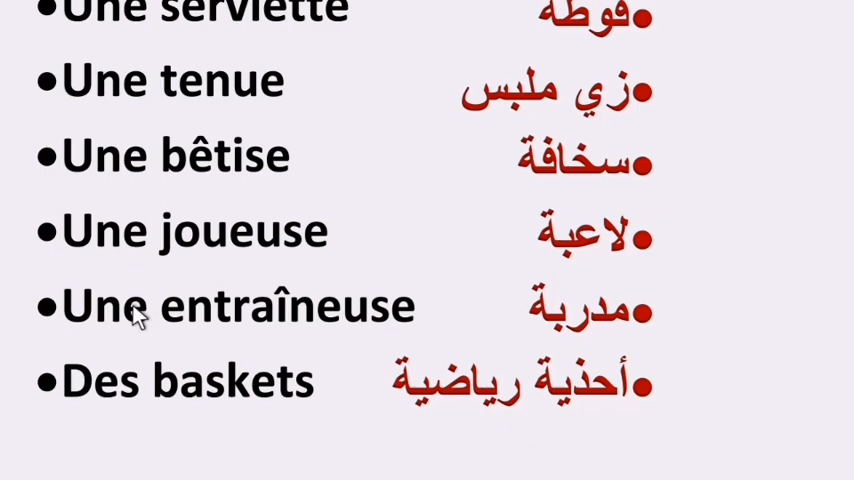 •Une serviette •فوطة
•Une tenue •زي ملبس
•Une bêtise •سخافة
•Une joueuse •لاعبة
•Une entraîneuse •مدربة
•Des baskets •أحذية رياضية